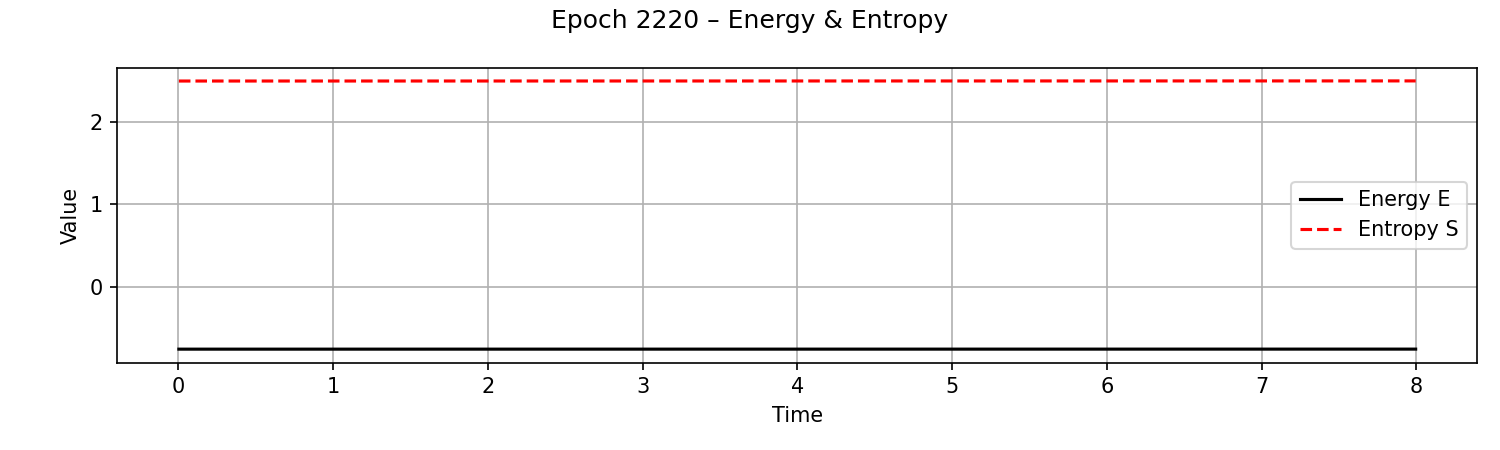 Epoch 2220 – Energy & Entropy
Value
2
1
0
Energy E
Entropy S
0 1 2 3 4 5 6 7 8
Time